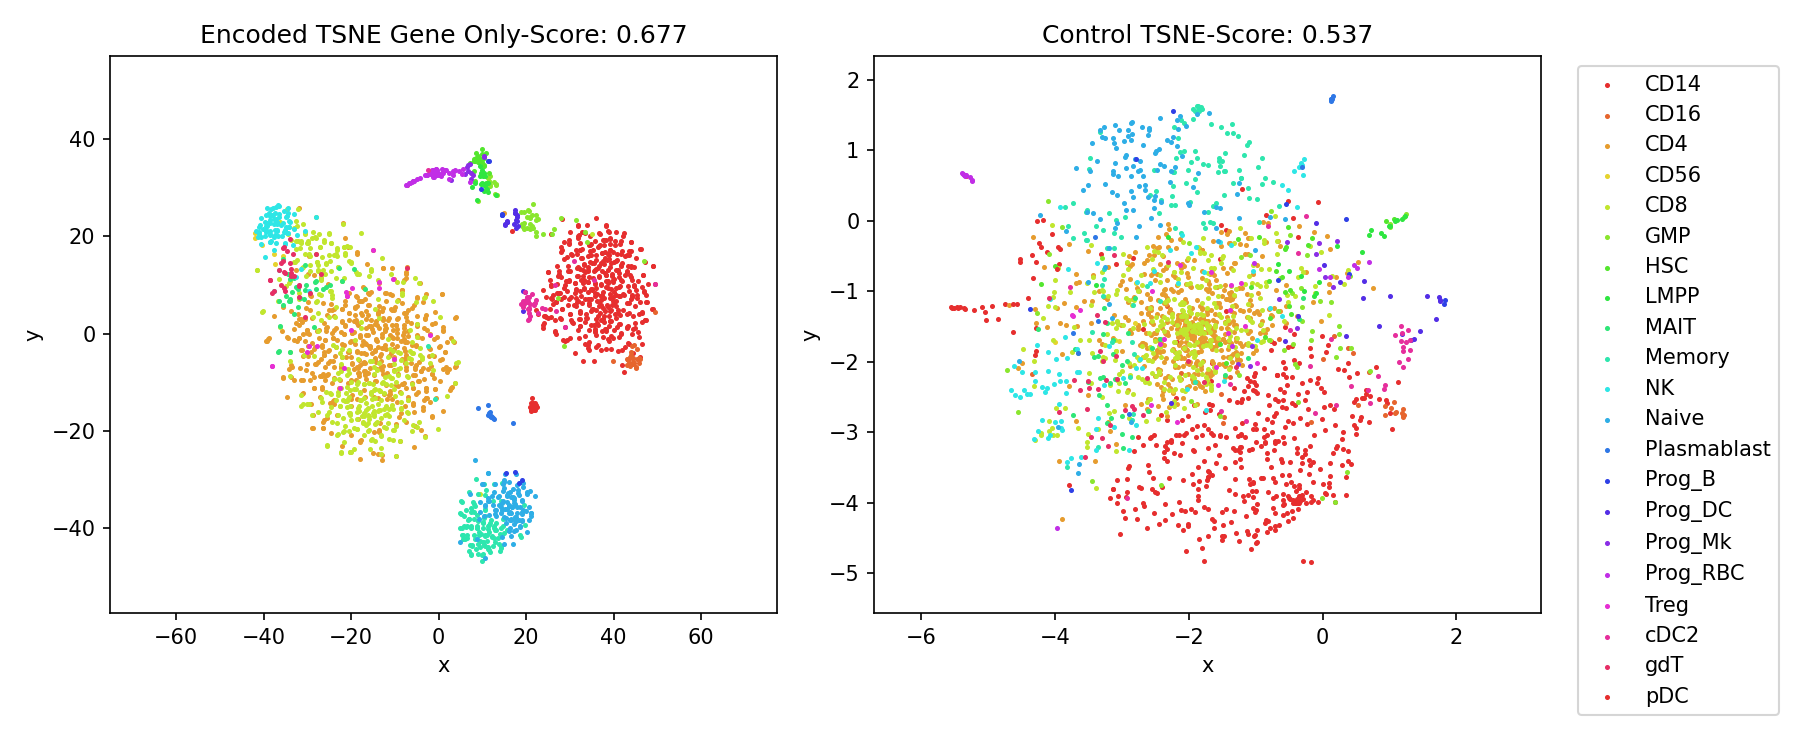 Encoded TSNE Gene Only-Score: 0.677
40
20
0
−20
−40
y
−60
−40
−20
0
20
40
60
x
Control TSNE-Score: 0.537
2
1
0
−1
−2
−3
−4
−5
y
−6
−4
−2
0
2
x
CD14
CD16
CD4
CD56
CD8
GMP
HSC
LMPP
MAIT
Memory
NK
Naive
Plasmablast
Prog_B
Prog_DC
Prog_Mk
Prog_RBC
Treg
cDC2
gdT
pDC